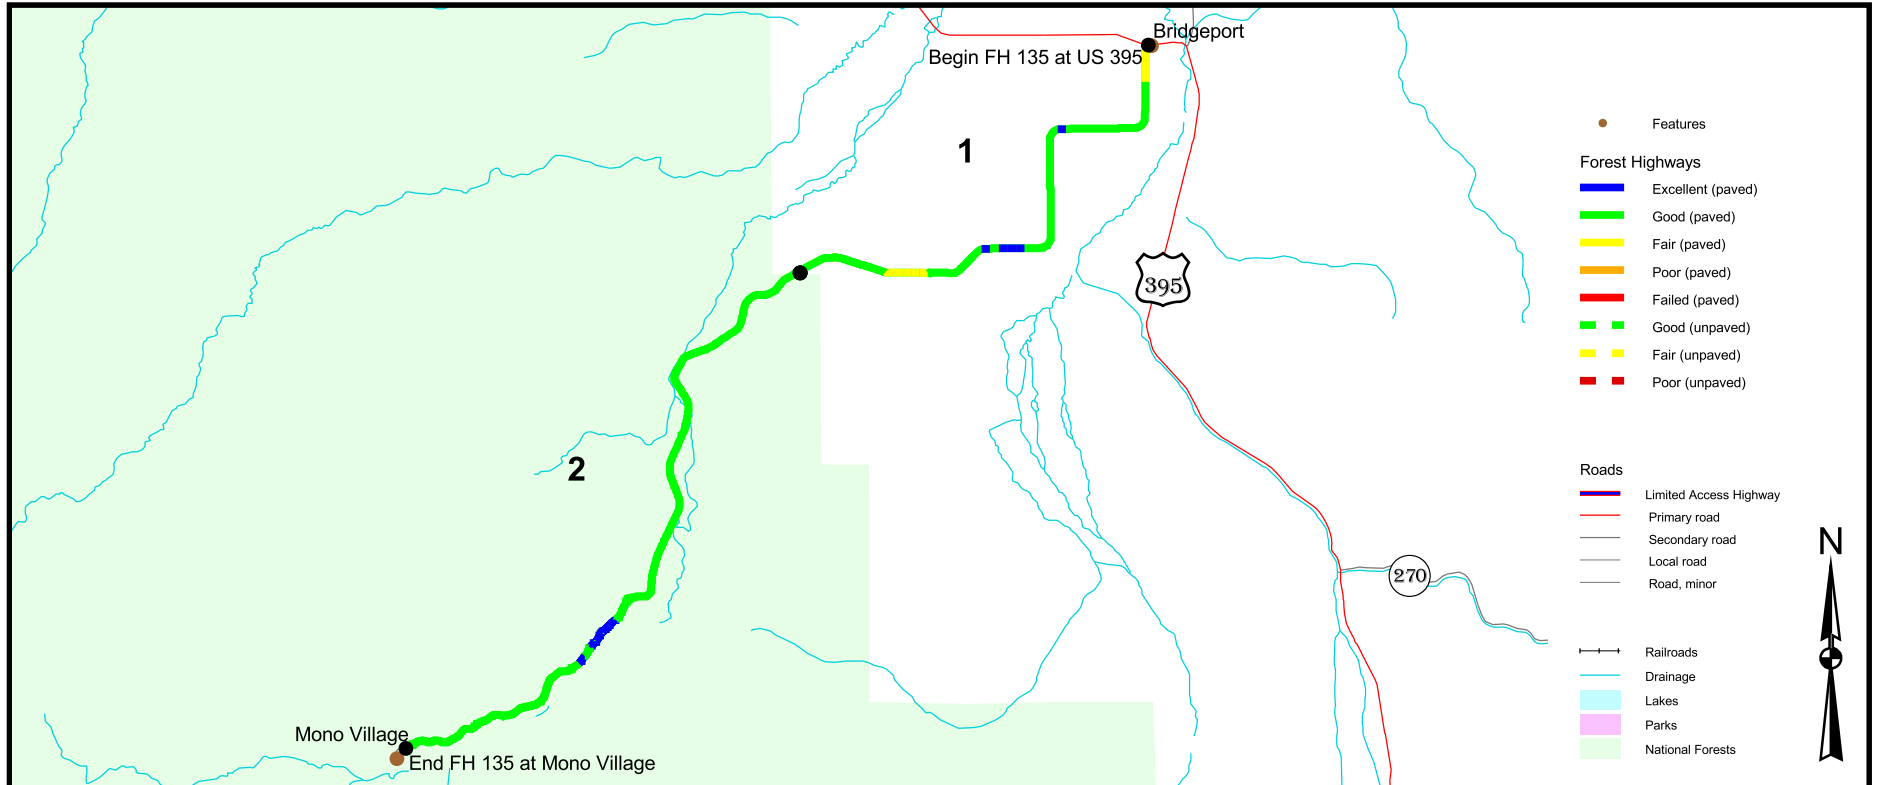 Bridgeport
Begin FH 135 at US 395
1
395
2
270
Mono Village
End FH 135 at Mono Village
Features
Forest Highways
Excellent (paved)
Good (paved)
Fair (paved)
Poor (paved)
Failed (paved)
Good (unpaved)
Fair (unpaved)
Poor (unpaved)
Roads
Limited Access Highway
Primary road
Secondary road
Local road
Road, minor
Railroads
Drainage
Lakes
Parks
National Forests
N